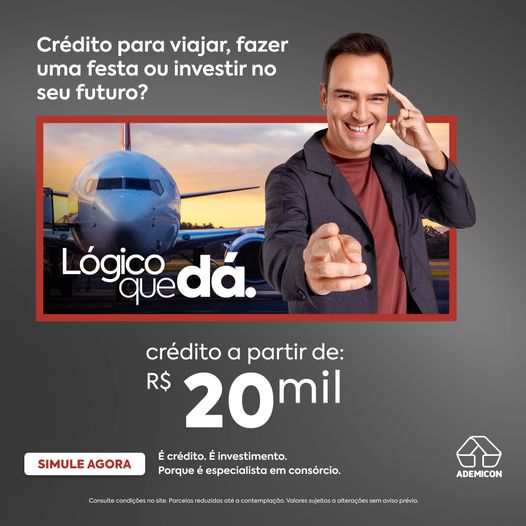 Crédito para viajar, fazer
uma festa ou investir no
seu futuro?
Lógico
que dá.
crédito a partir de:
R$ 20 mil
SIMULE AGORA
É crédito. É investimento.
Porque é especialista em consórcio.
ADEMICON
Consulte condições no site. Parcelas reduzidas até a contemplação. Valores sujeitos a alterações sem aviso prévio.